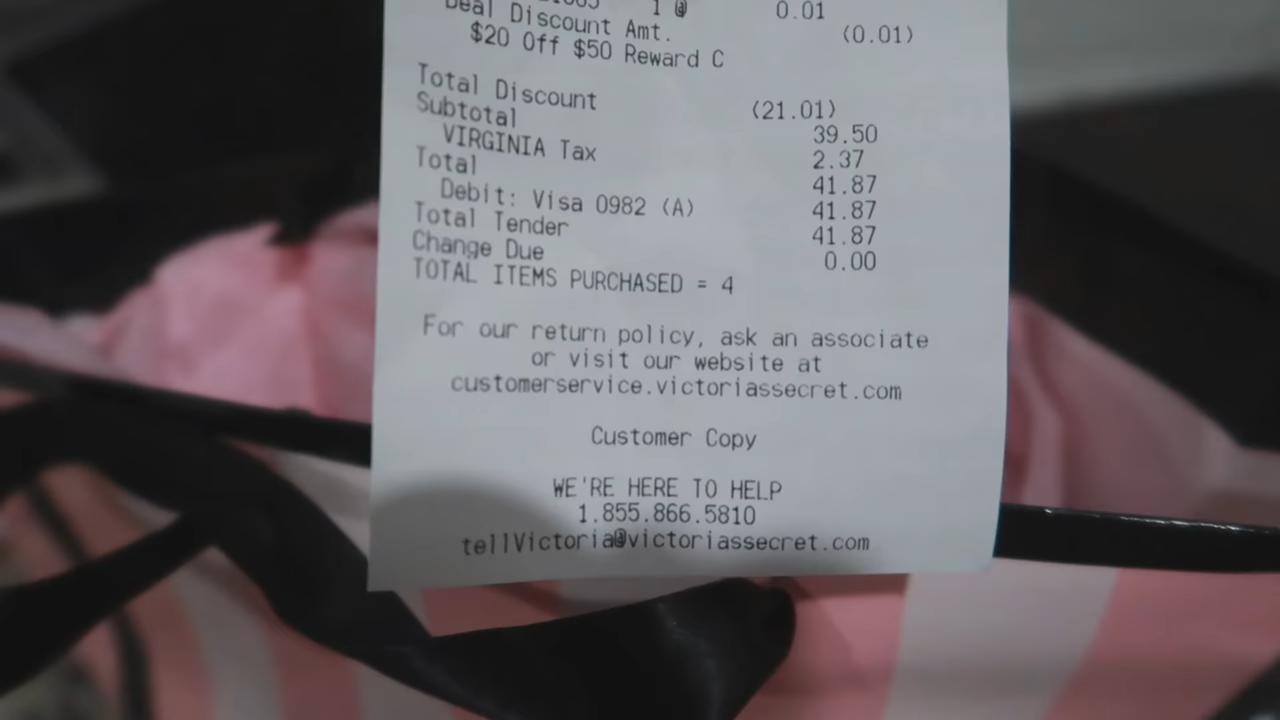 1 @ 0.01
Deal Discount Amt. (0.01)
$20 Off $50 Reward C
Total Discount (21.01)
Subtotal 39.50
VIRGINIA Tax 2.37
Total 41.87
Debit: Visa 0982 (A) 41.87
Total Tender 41.87
Change Due 0.00
TOTAL ITEMS PURCHASED = 4
For our return policy, ask an associate
or visit our website at
customerservice.victoriassecret.com
Customer Copy
WE'RE HERE TO HELP
1.855.866.5810
tellVictoria@victoriassecret.com